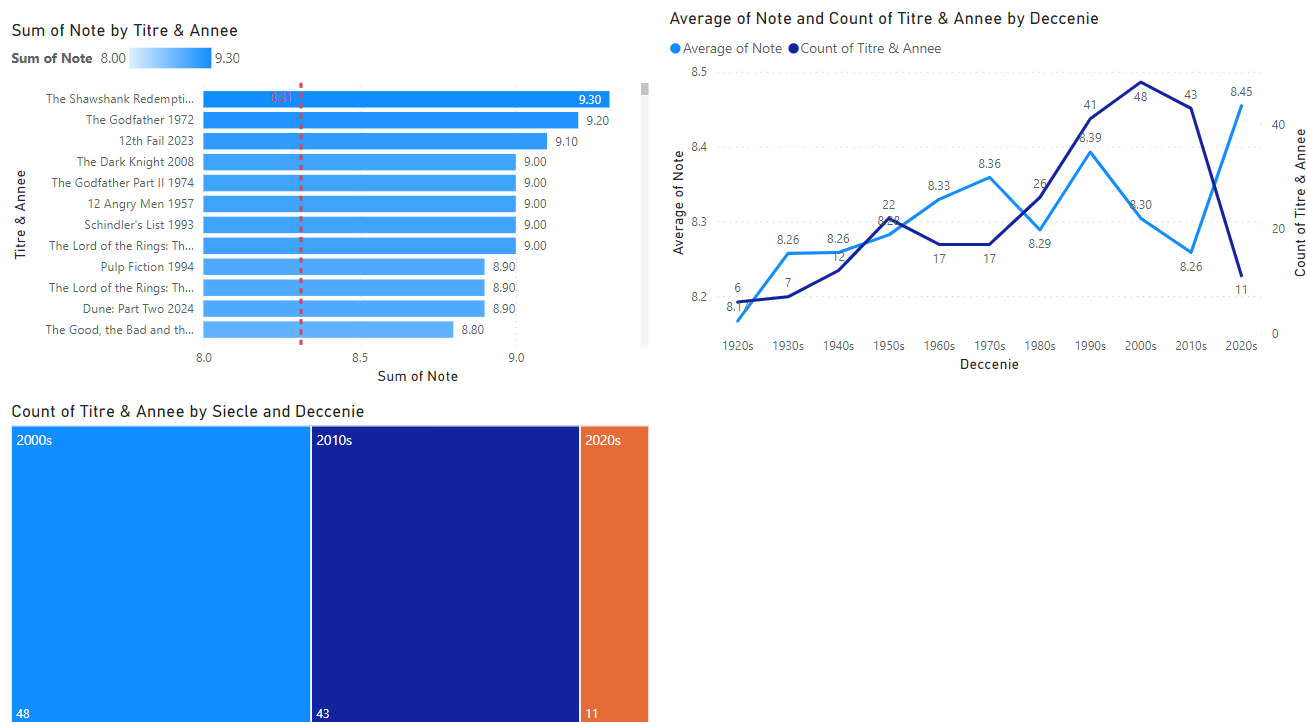 Sum of Note by Titre & Annee
Sum of Note 8.00 9.30
Titre & Annee
The Shawshank Redempti... 8.31 9.30
The Godfather 1972 9.20
12th Fail 2023 9.10
The Dark Knight 2008 9.00
The Godfather Part II 1974 9.00
12 Angry Men 1957 9.00
Schindler's List 1993 9.00
The Lord of the Rings: Th... 9.00
Pulp Fiction 1994 8.90
The Lord of the Rings: Th... 8.90
Dune: Part Two 2024 8.90
The Good, the Bad and th... 8.80
8.0 8.5 9.0
Sum of Note
Average of Note and Count of Titre & Annee by Deccenie
Average of Note Count of Titre & Annee
Average of Note
8.5
8.4
8.3
8.2
8.17 8.26 8.26 8.28 8.33 8.36 8.29 8.39 8.30 8.26 8.45
6 7 12 22 17 17 26 41 48 43 11
40
20
0
Count of Titre & Annee
1920s 1930s 1940s 1950s 1960s 1970s 1980s 1990s 2000s 2010s 2020s
Deccenie
Count of Titre & Annee by Siecle and Deccenie
2000s 2010s 2020s
48 43 11